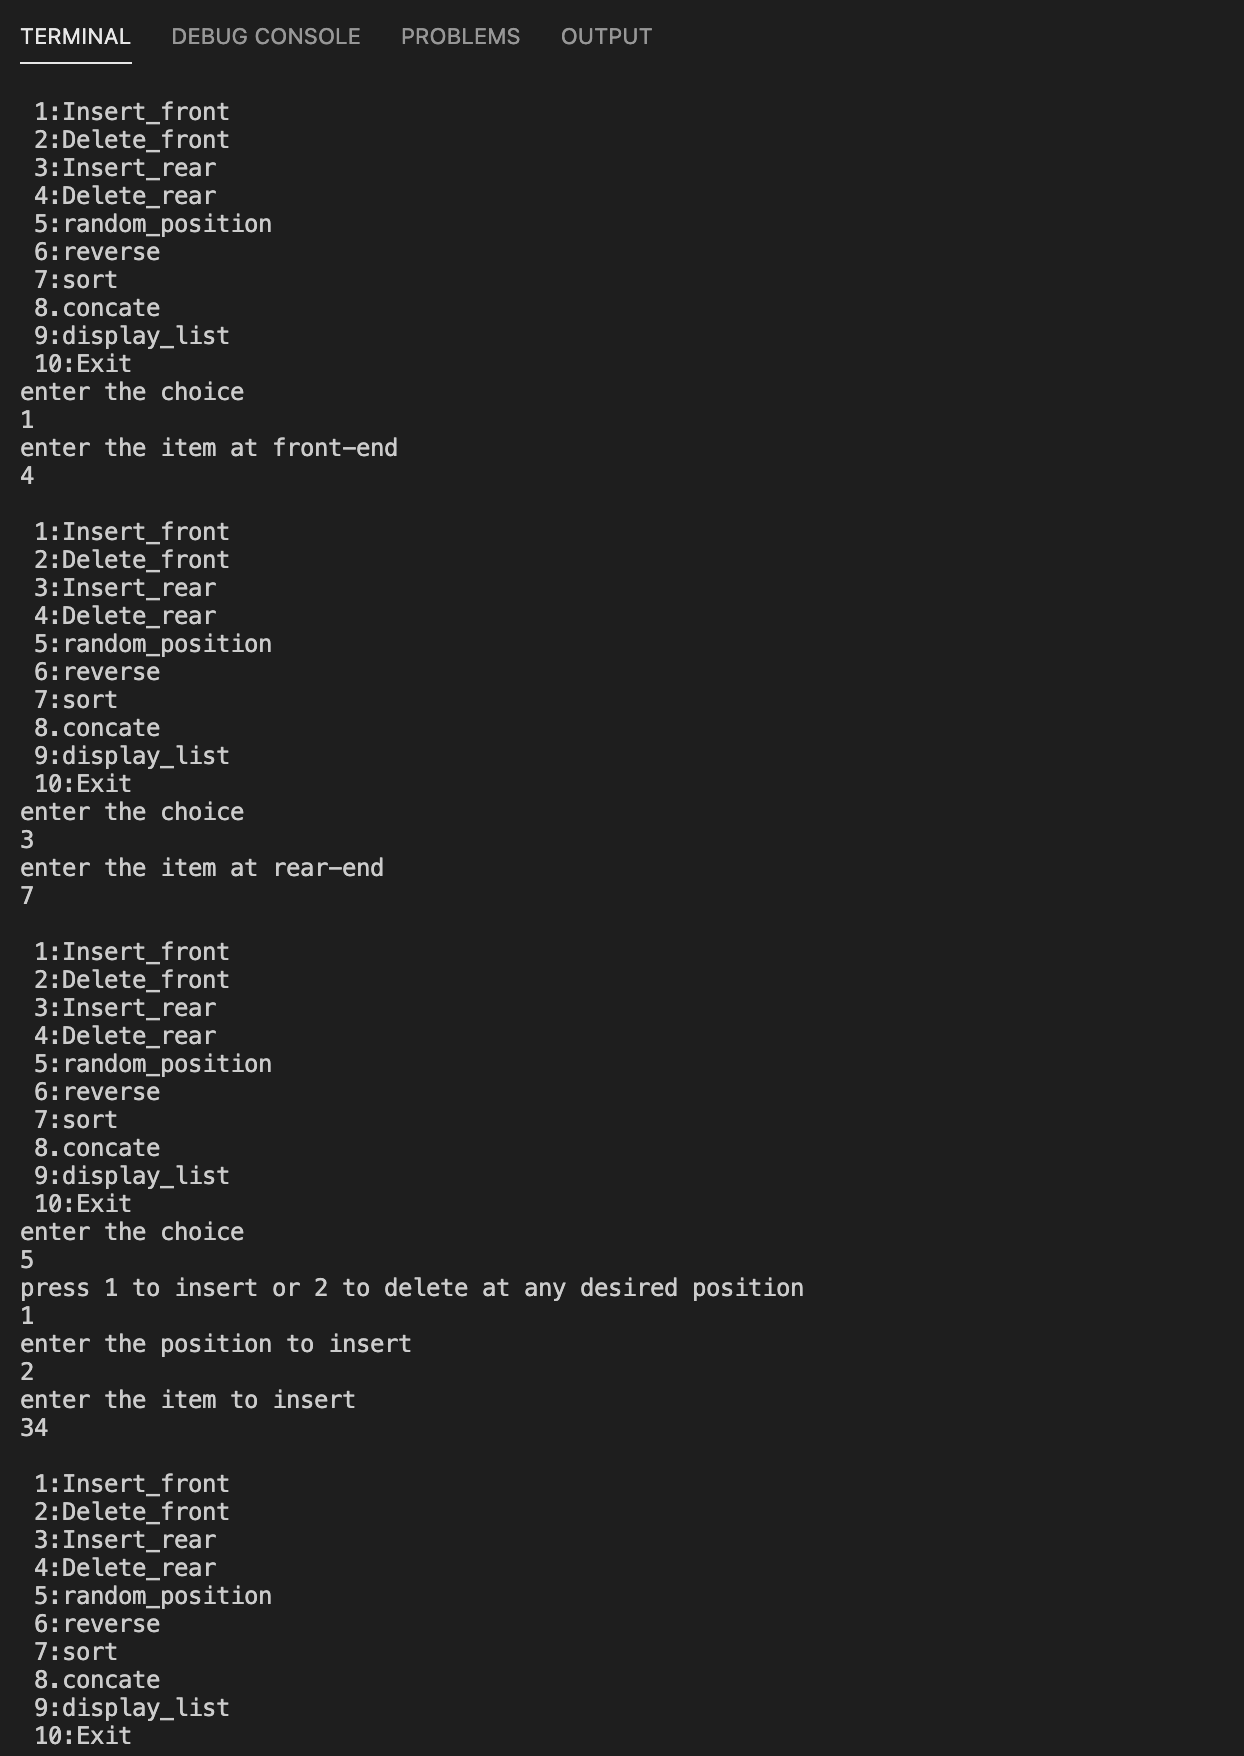 TERMINAL DEBUG CONSOLE PROBLEMS OUTPUT
1:Insert_front
2:Delete_front
3:Insert_rear
4:Delete_rear
5:random_position
6:reverse
7:sort
8.concate
9:display_list
10:Exit
enter the choice
1
enter the item at front-end
4
1:Insert_front
2:Delete_front
3:Insert_rear
4:Delete_rear
5:random_position
6:reverse
7:sort
8.concate
9:display_list
10:Exit
enter the choice
3
enter the item at rear-end
7
1:Insert_front
2:Delete_front
3:Insert_rear
4:Delete_rear
5:random_position
6:reverse
7:sort
8.concate
9:display_list
10:Exit
enter the choice
5
press 1 to insert or 2 to delete at any desired position
1
enter the position to insert
2
enter the item to insert
34
1:Insert_front
2:Delete_front
3:Insert_rear
4:Delete_rear
5:random_position
6:reverse
7:sort
8.concate
9:display_list
10:Exit